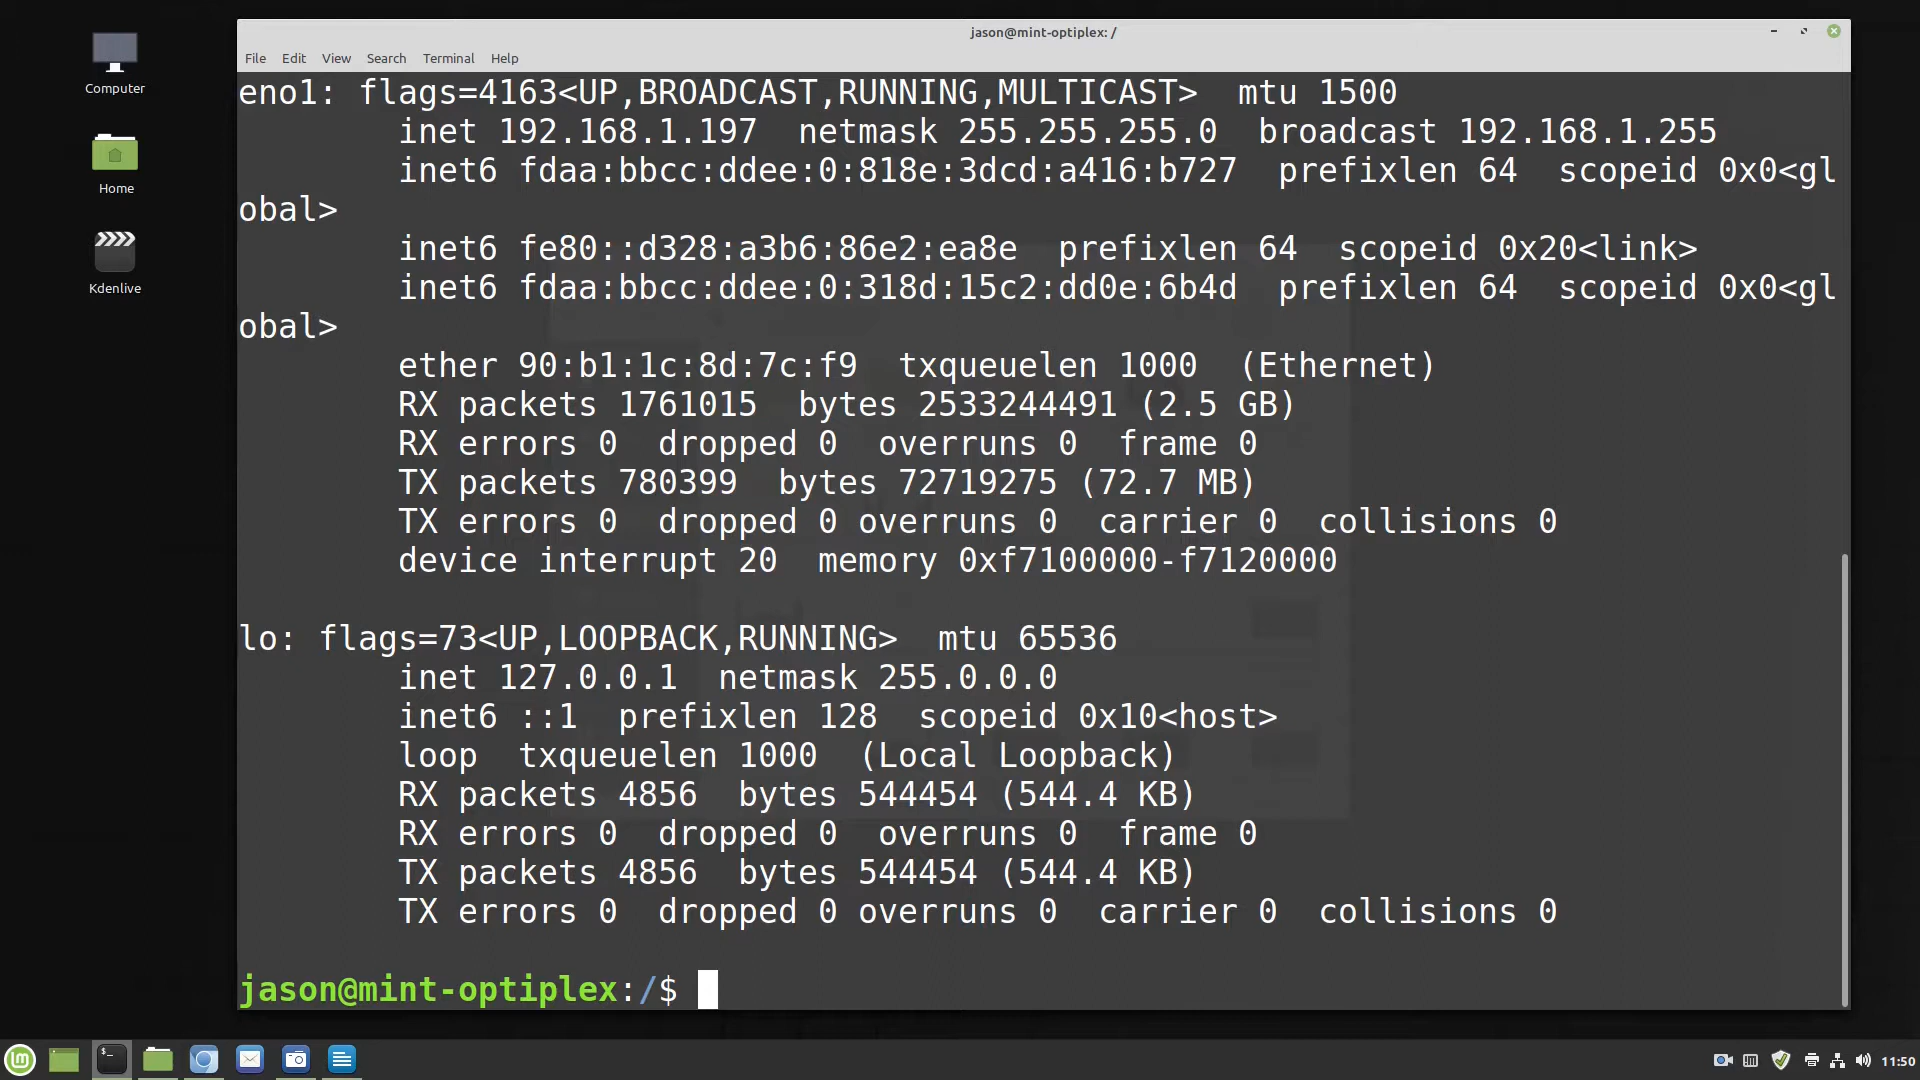 jason@mint-optiplex: /
File Edit View Search Terminal Help
Computer
Home
Kdenlive
eno1: flags=4163<UP,BROADCAST,RUNNING,MULTICAST>  mtu 1500
        inet 192.168.1.197  netmask 255.255.255.0  broadcast 192.168.1.255
        inet6 fdaa:bbcc:ddee:0:818e:3dcd:a416:b727  prefixlen 64  scopeid 0x0<gl
obal>
        inet6 fe80::d328:a3b6:86e2:ea8e  prefixlen 64  scopeid 0x20<link>
        inet6 fdaa:bbcc:ddee:0:318d:15c2:dd0e:6b4d  prefixlen 64  scopeid 0x0<gl
obal>
        ether 90:b1:1c:8d:7c:f9  txqueuelen 1000  (Ethernet)
        RX packets 1761015  bytes 2533244491 (2.5 GB)
        RX errors 0  dropped 0  overruns 0  frame 0
        TX packets 780399  bytes 72719275 (72.7 MB)
        TX errors 0  dropped 0 overruns 0  carrier 0  collisions 0
        device interrupt 20  memory 0xf7100000-f7120000
lo: flags=73<UP,LOOPBACK,RUNNING>  mtu 65536
        inet 127.0.0.1  netmask 255.0.0.0
        inet6 ::1  prefixlen 128  scopeid 0x10<host>
        loop  txqueuelen 1000  (Local Loopback)
        RX packets 4856  bytes 544454 (544.4 KB)
        RX errors 0  dropped 0  overruns 0  frame 0
        TX packets 4856  bytes 544454 (544.4 KB)
        TX errors 0  dropped 0 overruns 0  carrier 0  collisions 0
jason@mint-optiplex:/$
11:50